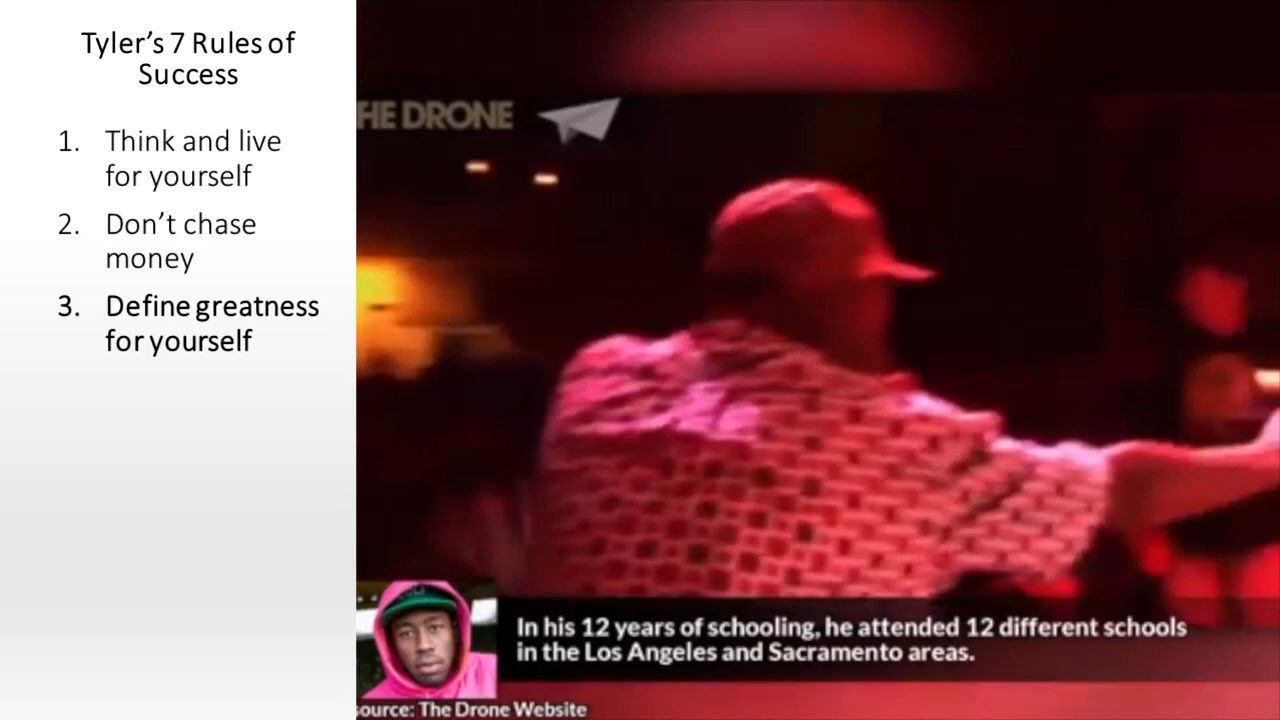 Tyler's 7 Rules of
Success
1. Think and live
for yourself
2. Don't chase
money
3. Define greatness
for yourself
HE DRONE
In his 12 years of schooling, he attended 12 different schools
in the Los Angeles and Sacramento areas.
source: The Drone Website